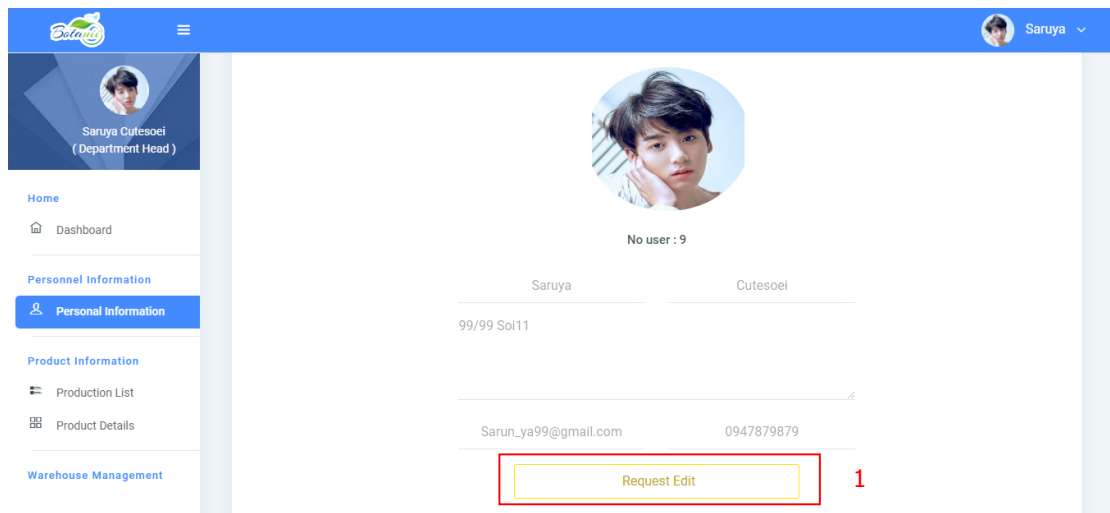 Botanic
Saruya
Saruya Cutesoei
( Department Head )
Home
Dashboard
Personnel Information
Personal Information
Product Information
Production List
Product Details
Warehouse Management
No user : 9
Saruya Cutesoei
99/99 Soi11
Sarun_ya99@gmail.com 0947879879
Request Edit 1